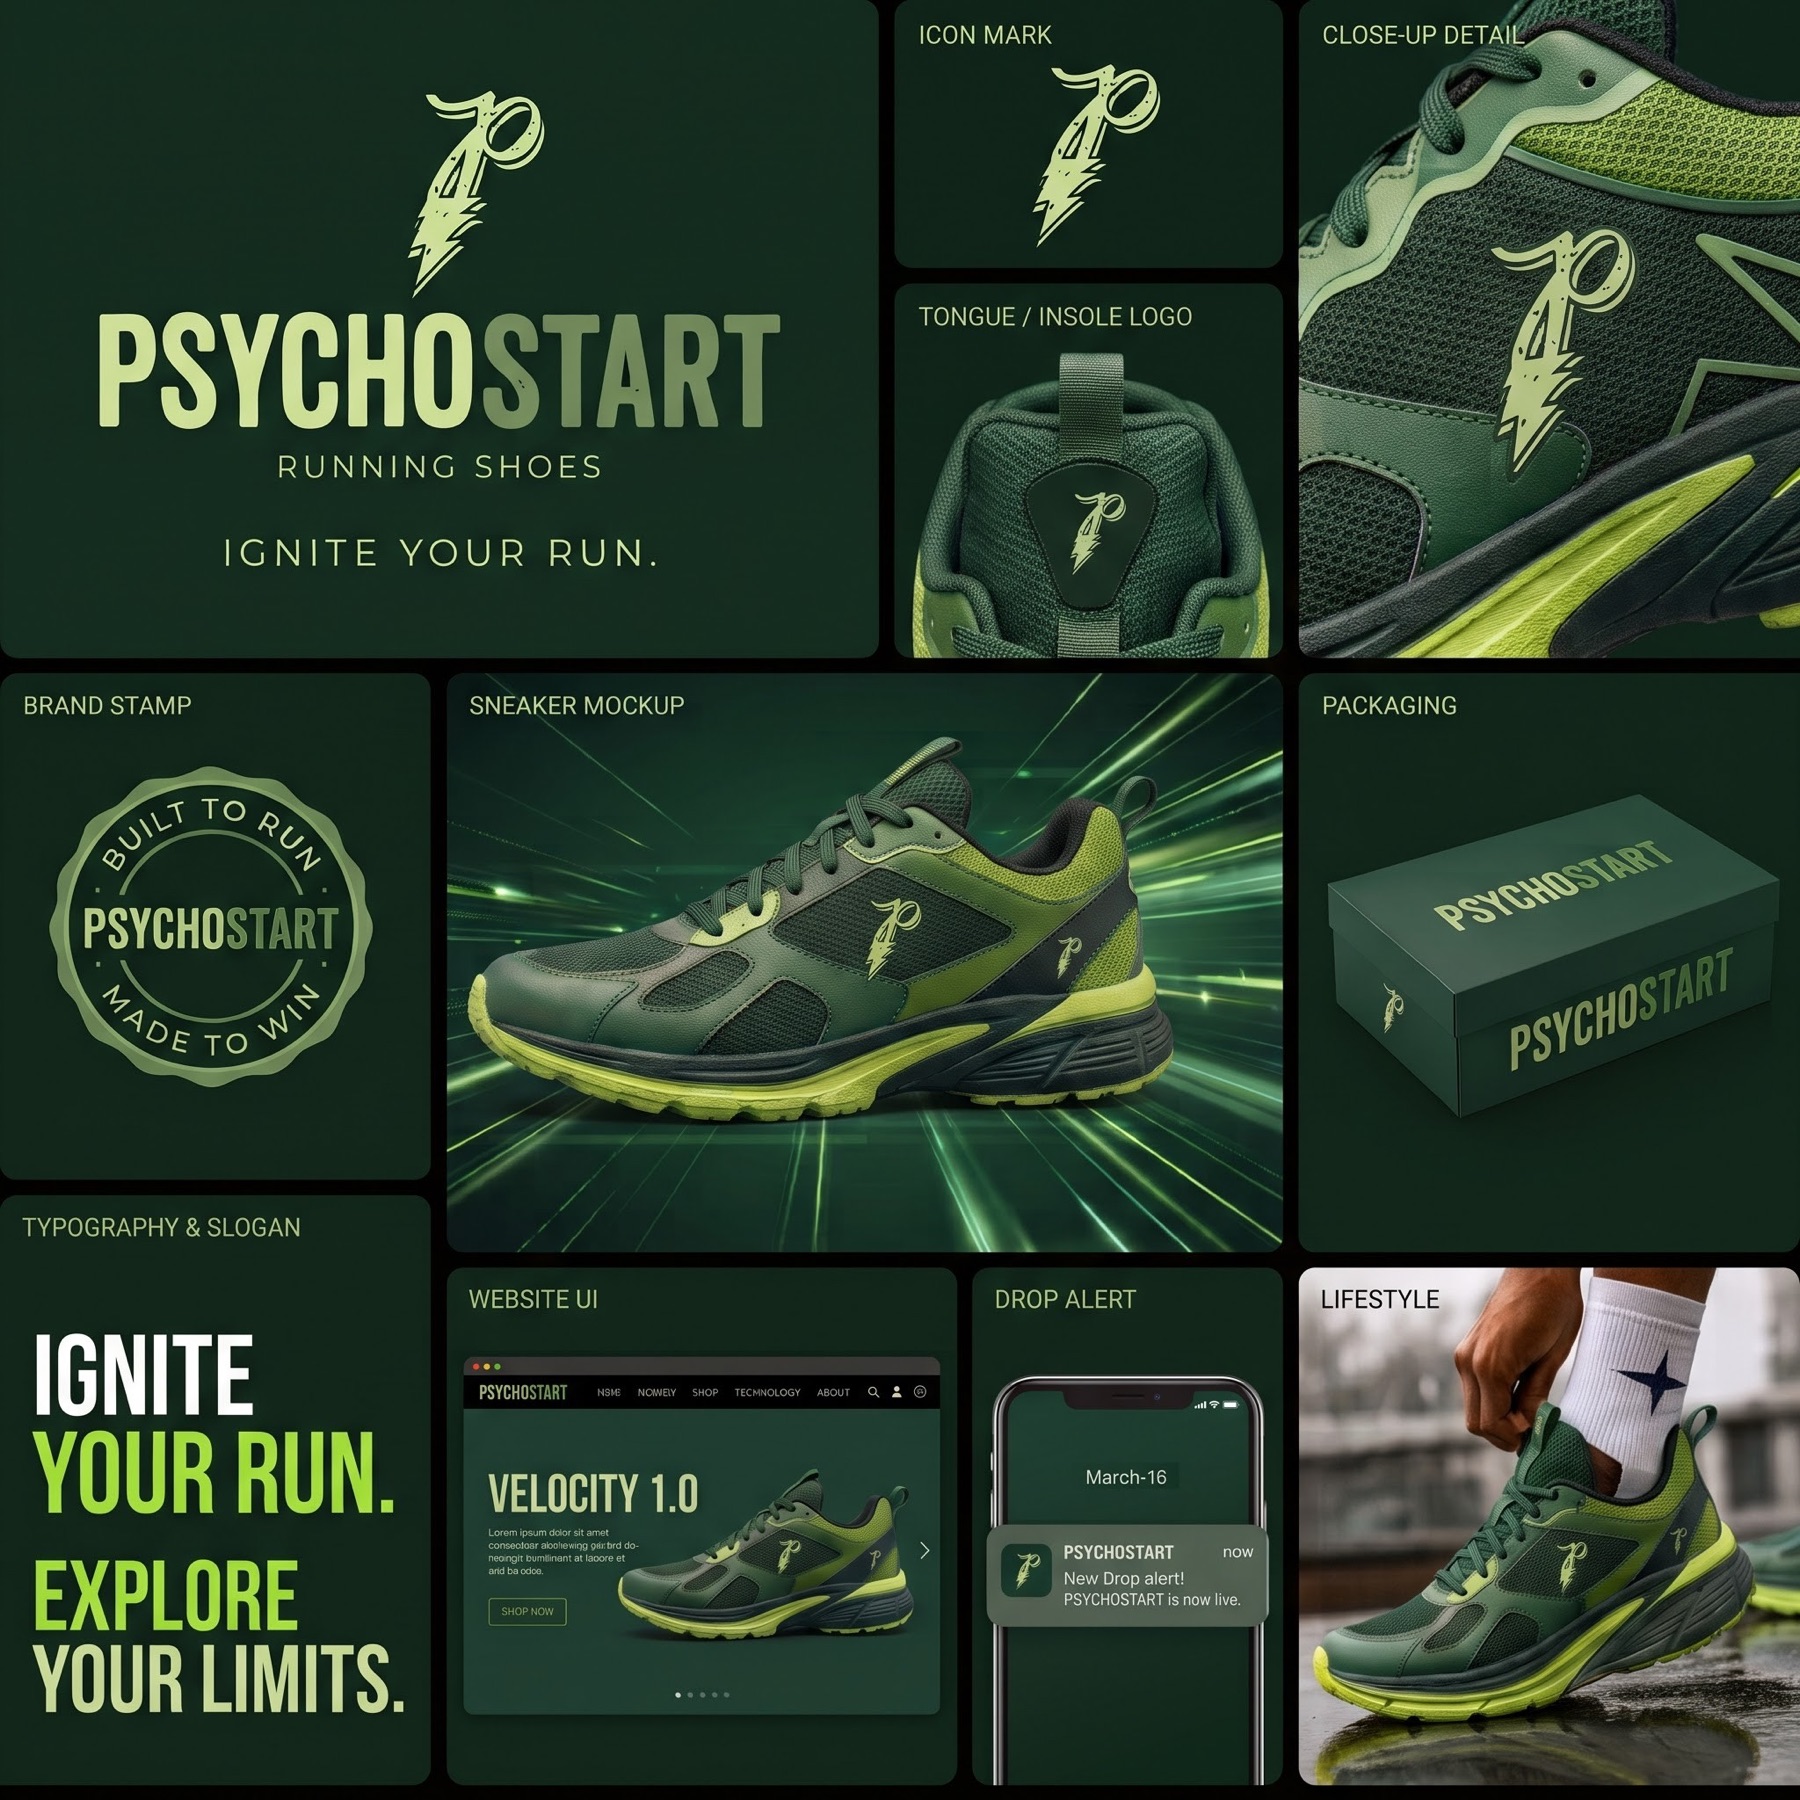 PSYCHOSTART
RUNNING SHOES
IGNITE YOUR RUN.
ICON MARK
TONGUE / INSOLE LOGO
CLOSE-UP DETAIL
BRAND STAMP
BUILT TO RUN
PSYCHOSTART
MADE TO WIN
SNEAKER MOCKUP
PACKAGING
PSYCHOSTART
PSYCHOSTART
TYPOGRAPHY & SLOGAN
IGNITE
YOUR RUN.
EXPLORE
YOUR LIMITS.
WEBSITE UI
PSYCHOSTART SHOP ABOUT
VELOCITY 1.0
Lorem ipsum dolor sit amet
SHOP NOW
DROP ALERT
March-16
PSYCHOSTART now
New Drop alert!
PSYCHOSTART is now live.
LIFESTYLE